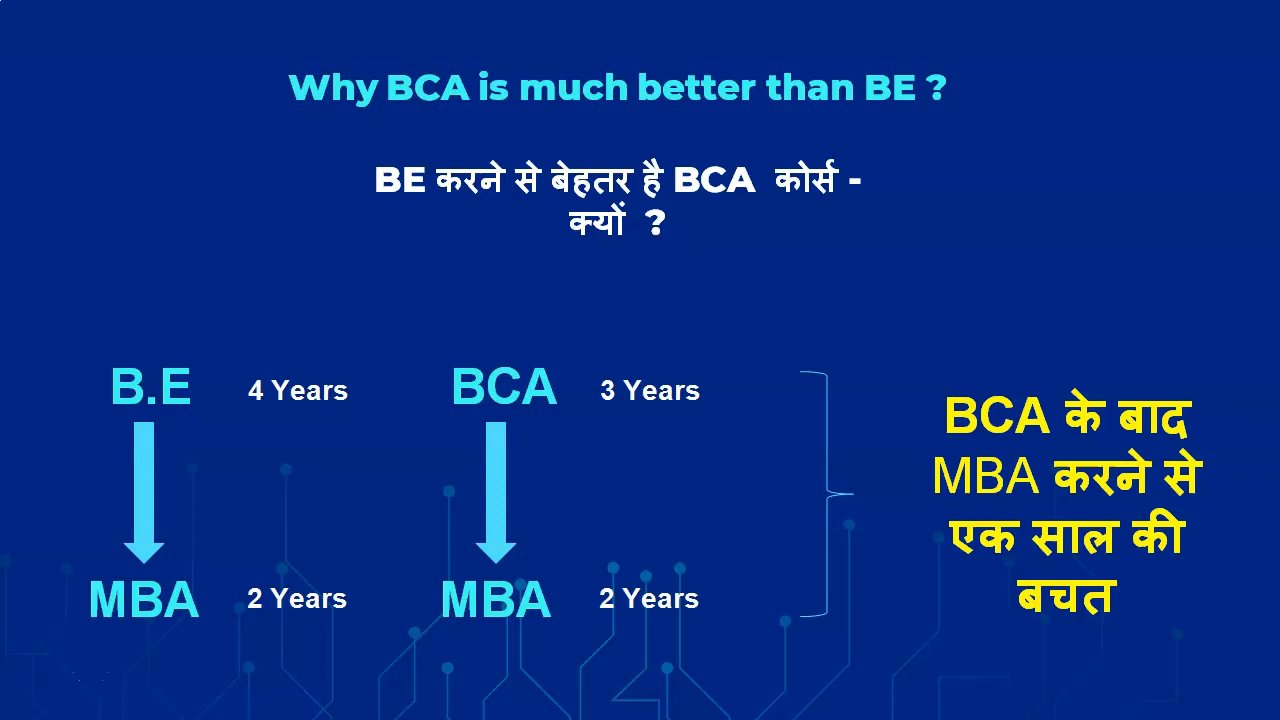 Why BCA is much better than BE ?
BE करने से बेहतर है BCA कोर्स -
क्यों ?
B.E 4 Years BCA 3 Years
MBA 2 Years MBA 2 Years
BCA के बाद
MBA करने से
एक साल की
बचत